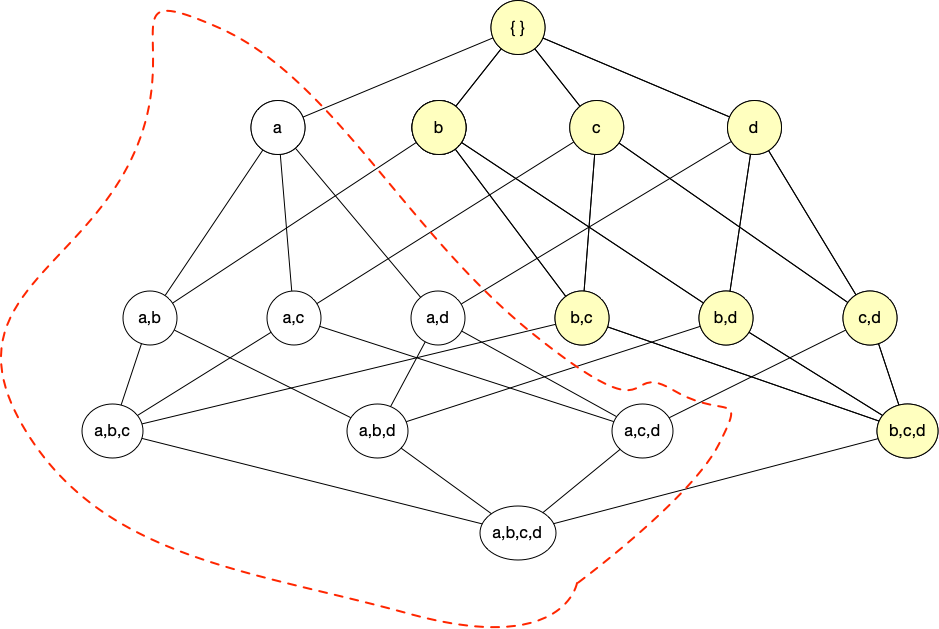 { }
a
b
c
d
a,b
a,c
a,d
b,c
b,d
c,d
a,b,c
a,b,d
a,c,d
b,c,d
a,b,c,d